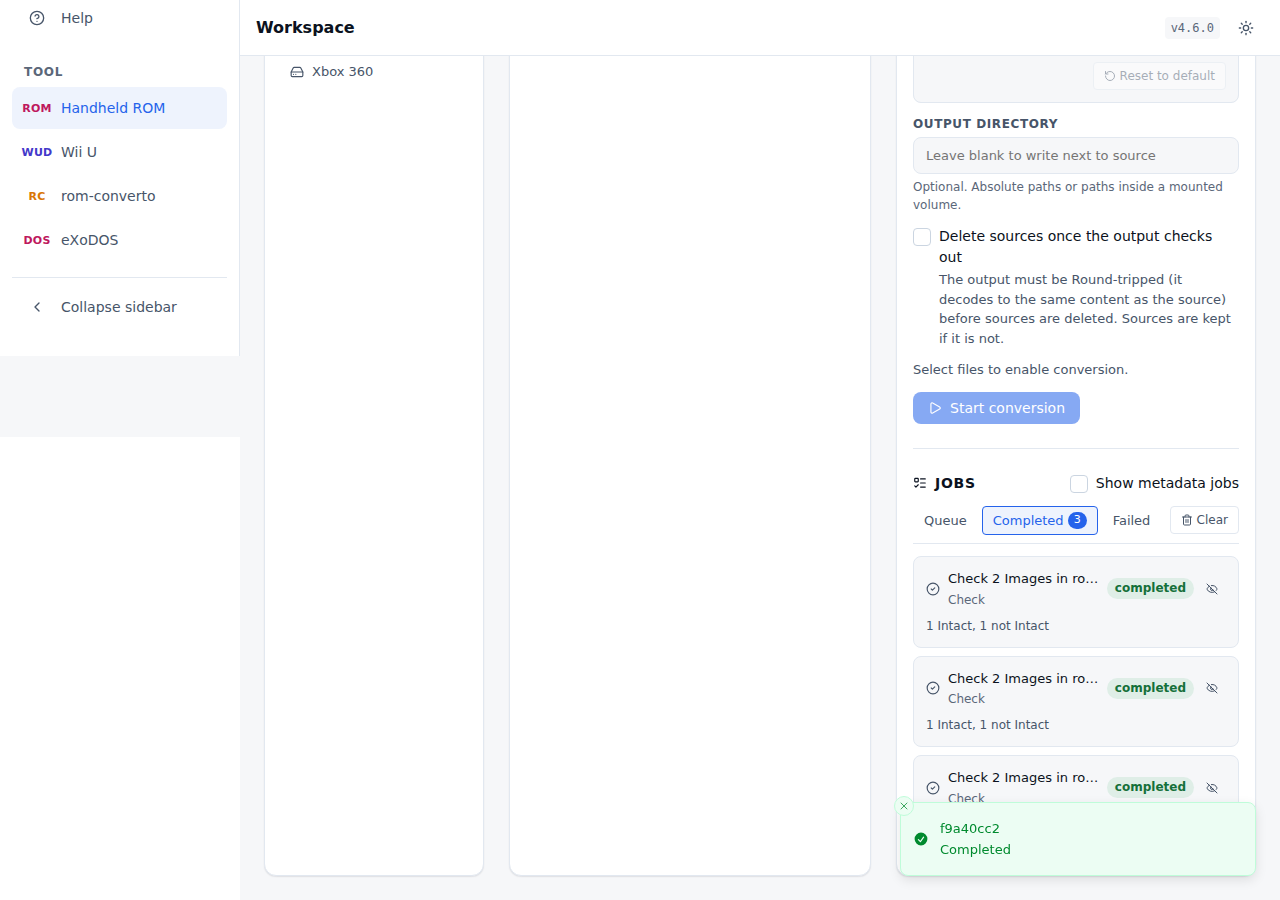 Help
TOOL
ROM Handheld ROM
WUD Wii U
RC rom-converto
DOS eXoDOS
Collapse sidebar
Workspace
v4.6.0
Xbox 360
Reset to default
OUTPUT DIRECTORY
Leave blank to write next to source
Optional. Absolute paths or paths inside a mounted
volume.
Delete sources once the output checks
out
The output must be Round-tripped (it
decodes to the same content as the source)
before sources are deleted. Sources are kept
if it is not.
Select files to enable conversion.
Start conversion
JOBS
Show metadata jobs
Queue Completed 3 Failed Clear
Check 2 Images in ro... completed
Check
1 Intact, 1 not Intact
Check 2 Images in ro... completed
Check
1 Intact, 1 not Intact
Check 2 Images in ro... completed
Check
f9a40cc2
Completed